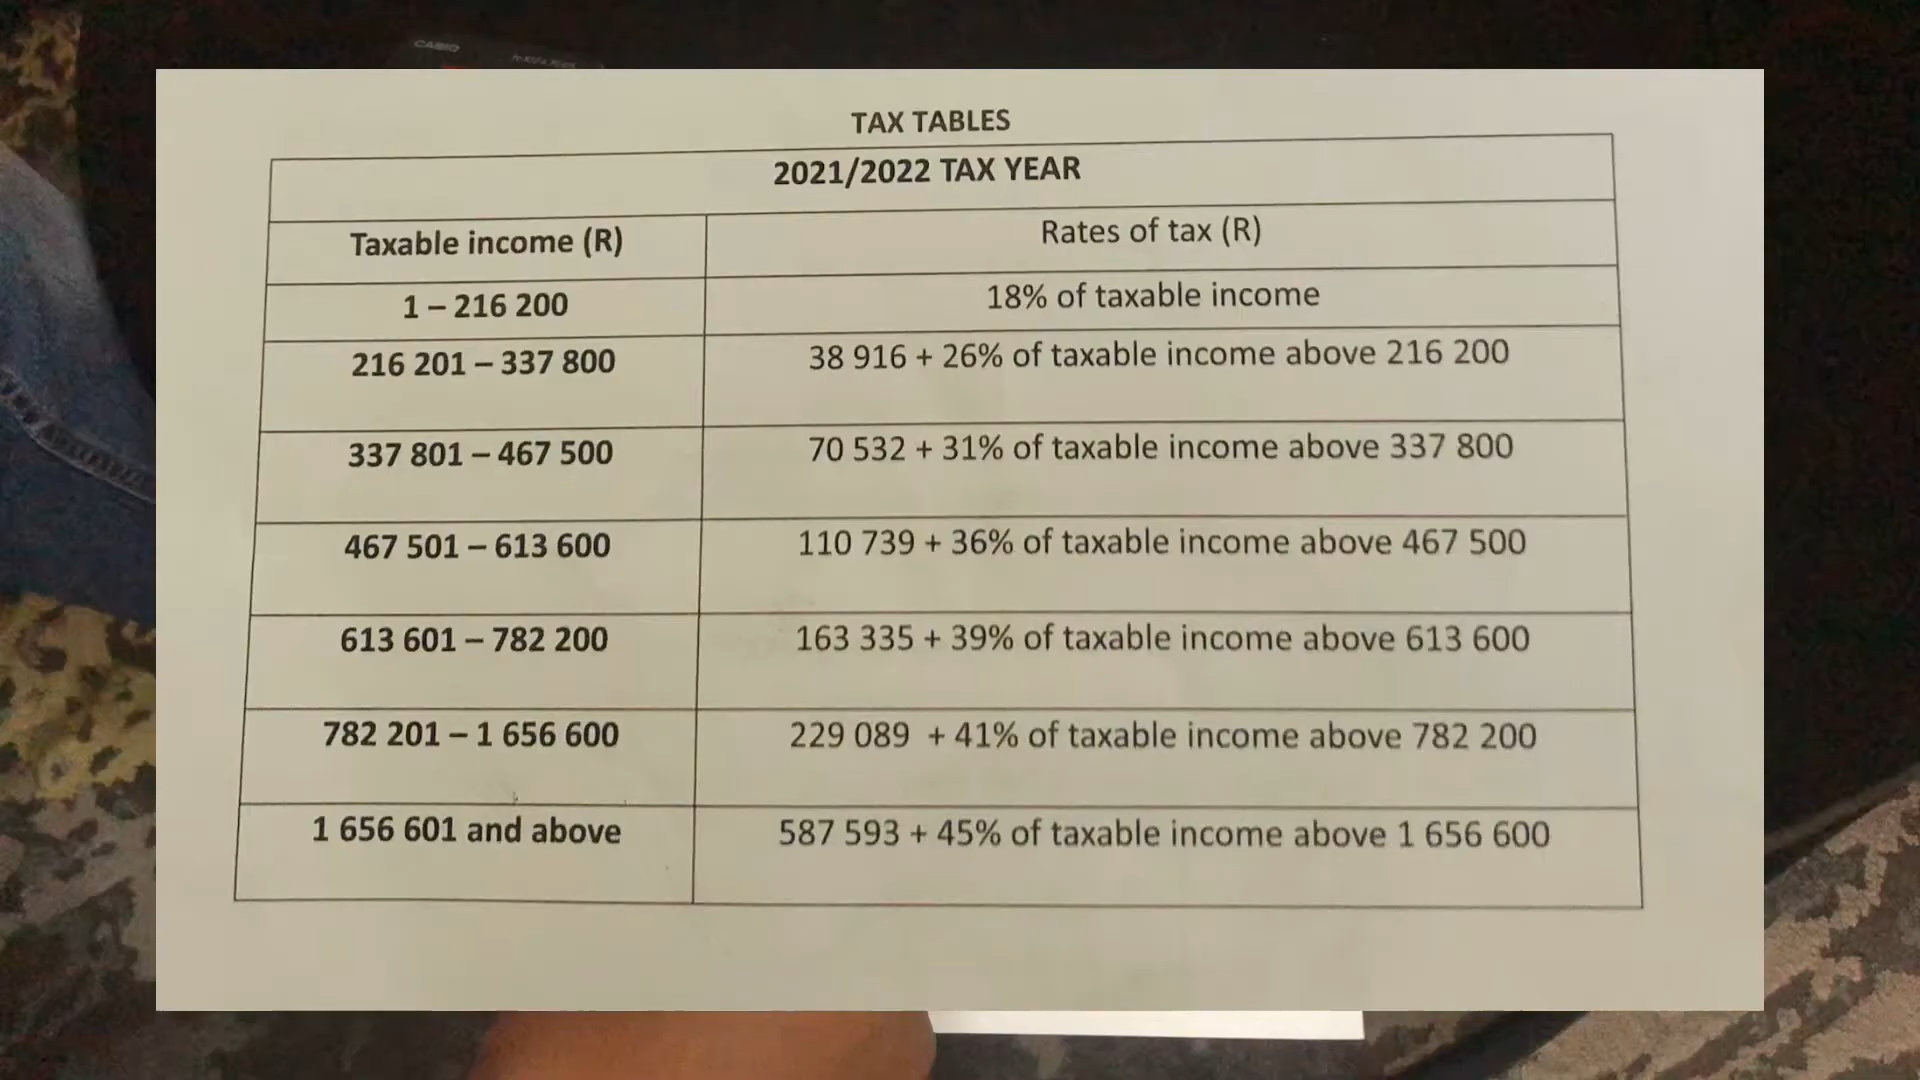 CASIO
TAX TABLES
2021/2022 TAX YEAR
Taxable income (R) Rates of tax (R)
1 – 216 200 18% of taxable income
216 201 – 337 800 38 916 + 26% of taxable income above 216 200
337 801 – 467 500 70 532 + 31% of taxable income above 337 800
467 501 – 613 600 110 739 + 36% of taxable income above 467 500
613 601 – 782 200 163 335 + 39% of taxable income above 613 600
782 201 – 1 656 600 229 089 + 41% of taxable income above 782 200
1 656 601 and above 587 593 + 45% of taxable income above 1 656 600